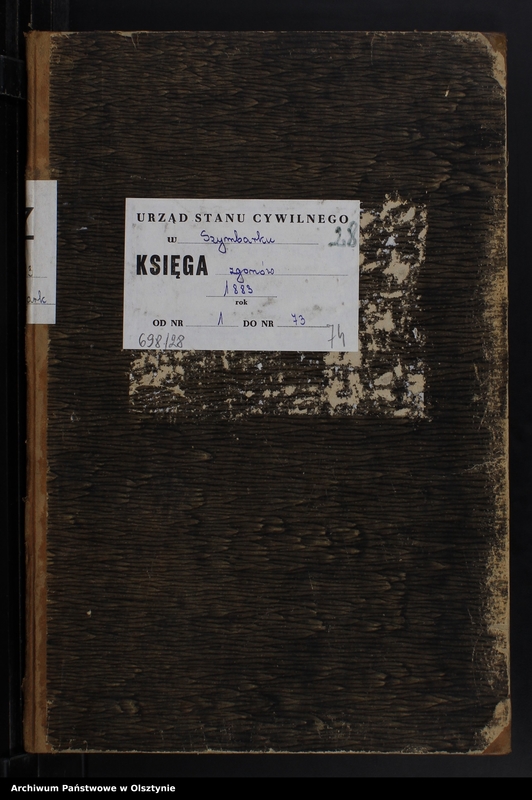 URZĄD STANU CYWILNEGO
w Szymbarku 28
KSIĘGA zgonów
1883
rok
OD NR 1 DO NR 73
698/28 74
ark
Archiwum Państwowe w Olsztynie